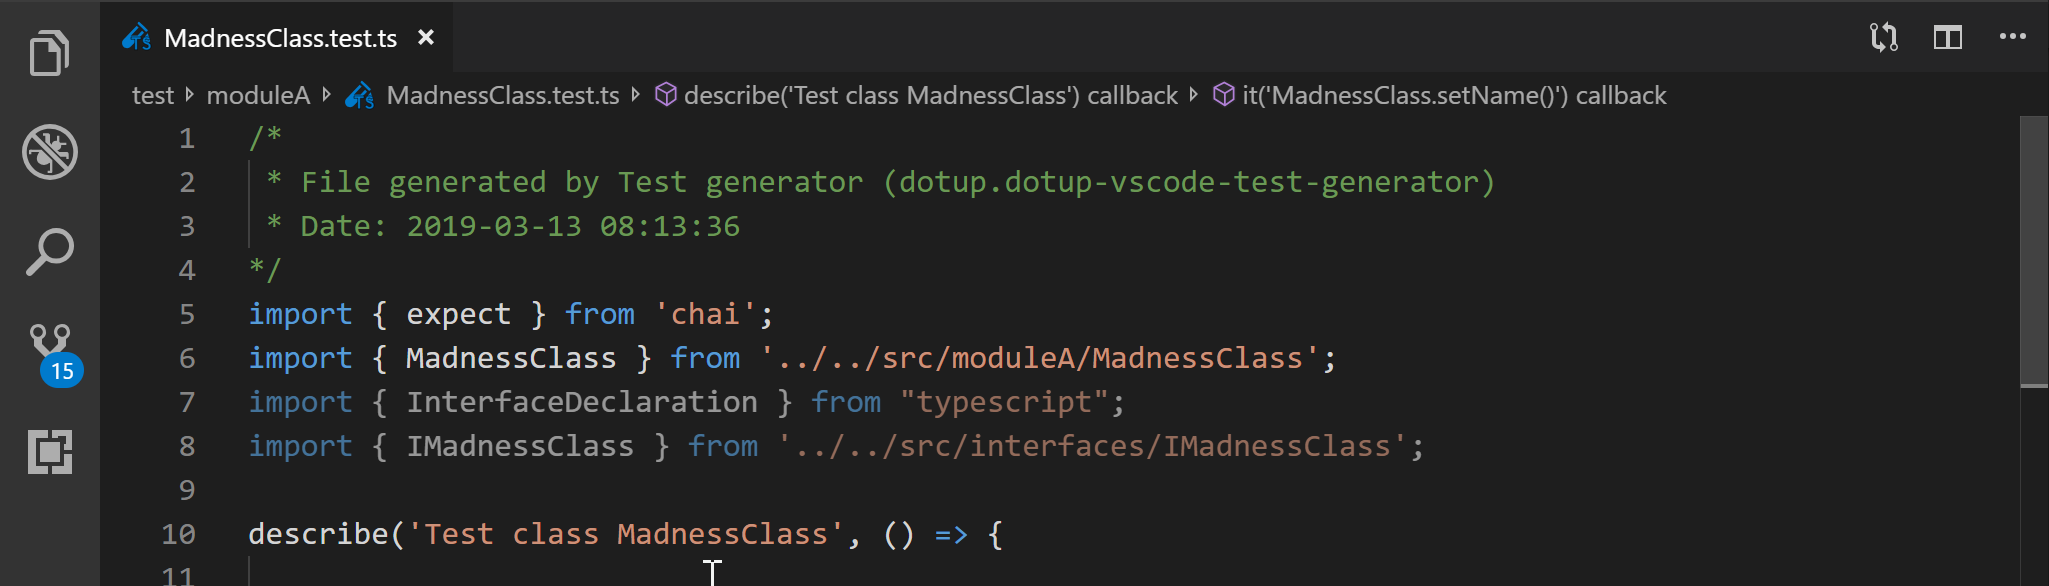 MadnessClass.test.ts ×
test moduleA TS MadnessClass.test.ts describe('Test class MadnessClass') callback it('MadnessClass.setName()') callback
1 /*
2 * File generated by Test generator (dotup.dotup-vscode-test-generator)
3 * Date: 2019-03-13 08:13:36
4 */
5 import { expect } from 'chai';
6 import { MadnessClass } from '../../src/moduleA/MadnessClass';
7 import { InterfaceDeclaration } from "typescript";
8 import { IMadnessClass } from '../../src/interfaces/IMadnessClass';
9
10 describe('Test class MadnessClass', () => {
11
15